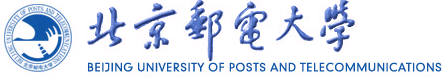 北京郵電大學
BEIJING UNIVERSITY OF POSTS AND TELECOMMUNICATIONS